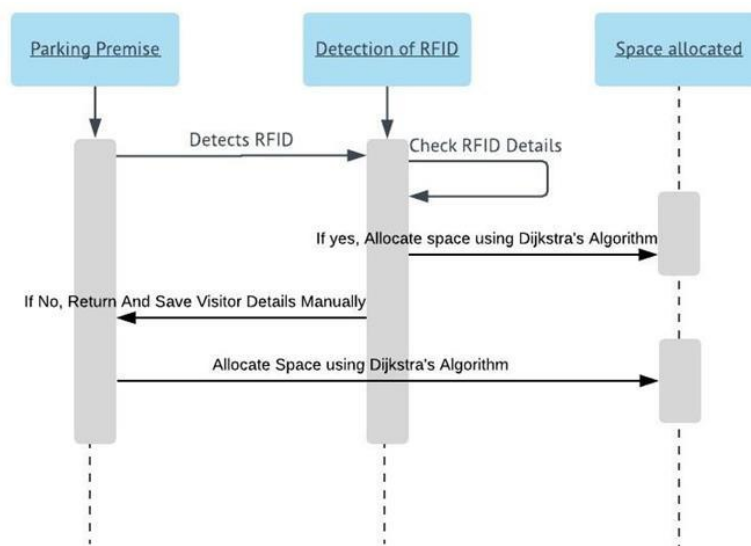 Parking Premise
Detection of RFID
Space allocated
Detects RFID
Check RFID Details
If yes, Allocate space using Dijkstra's Algorithm
If No, Return And Save Visitor Details Manually
Allocate Space using Dijkstra's Algorithm